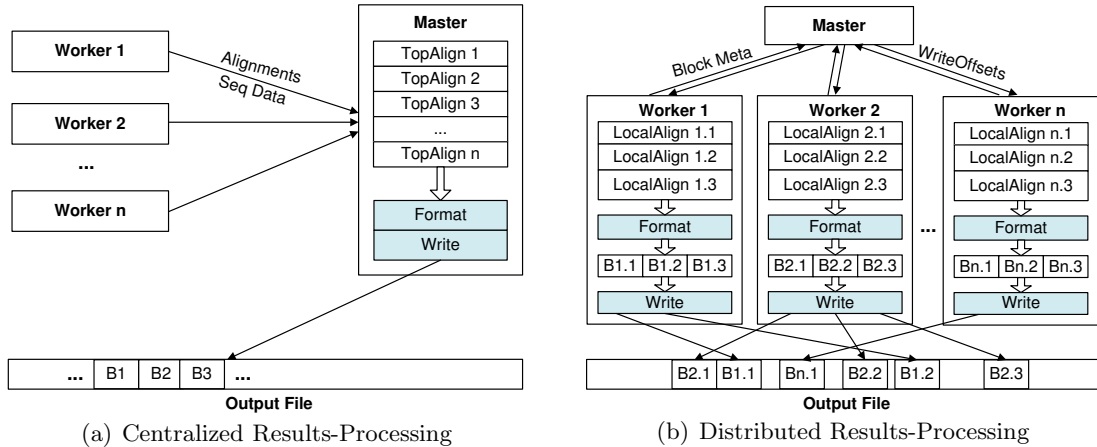 Worker 1
Worker 2
...
Worker n
Alignments
Seq Data
Master
TopAlign 1
TopAlign 2
TopAlign 3
...
TopAlign n
Format
Write
... B1 B2 B3 ...
Output File
(a) Centralized Results-Processing
Master
Block Meta
WriteOffsets
Worker 1
LocalAlign 1.1
LocalAlign 1.2
LocalAlign 1.3
Format
B1.1 B1.2 B1.3
Write
Worker 2
LocalAlign 2.1
LocalAlign 2.2
LocalAlign 2.3
Format
B2.1 B2.2 B2.3
Write
...
Worker n
LocalAlign n.1
LocalAlign n.2
LocalAlign n.3
Format
Bn.1 Bn.2 Bn.3
Write
B2.1 B1.1 Bn.1 B2.2 B1.2 B2.3
Output File
(b) Distributed Results-Processing